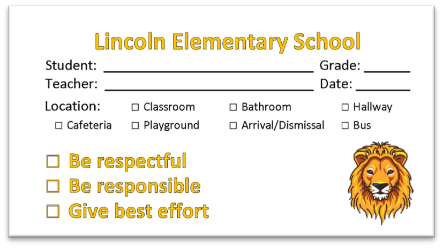 Lincoln Elementary School
Student: Grade:
Teacher: Date:
Location: Classroom Bathroom Hallway
Cafeteria Playground Arrival/Dismissal Bus
Be respectful
Be responsible
Give best effort